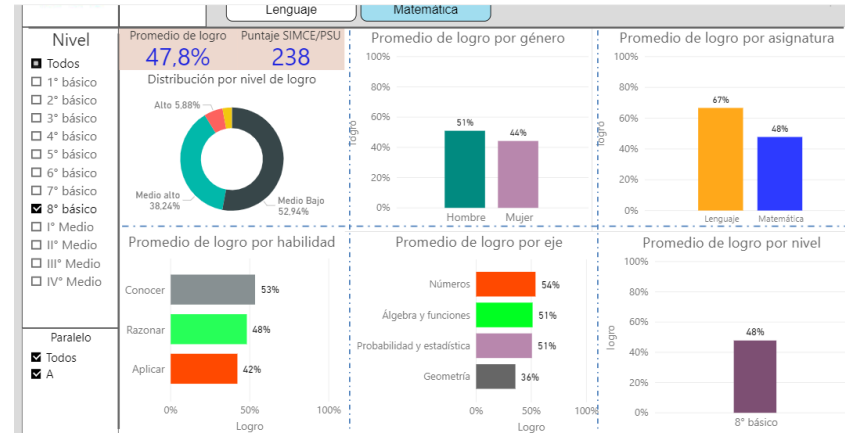 Lenguaje
Matemática
Nivel
Todos
1° básico
2° básico
3° básico
4° básico
5° básico
6° básico
7° básico
8° básico
I° Medio
II° Medio
III° Medio
IV° Medio
Paralelo
Todos
A
Promedio de logro
47,8%
Puntaje SIMCE/PSU
238
Distribución por nivel de logro
Alto 5,88%
Medio alto
38,24%
Medio Bajo
52,94%
Promedio de logro por género
logro
100%
80%
60%
40%
20%
0%
51%
44%
Hombre
Mujer
Promedio de logro por asignatura
logro
100%
80%
60%
40%
20%
0%
67%
48%
Lenguaje
Matemática
Promedio de logro por habilidad
Conocer
53%
Razonar
48%
Aplicar
42%
0%
50%
100%
Logro
Promedio de logro por eje
Números
54%
Álgebra y funciones
51%
Probabilidad y estadística
51%
Geometría
36%
0%
50%
100%
Logro
Promedio de logro por nivel
logro
100%
80%
60%
40%
20%
0%
48%
8° básico